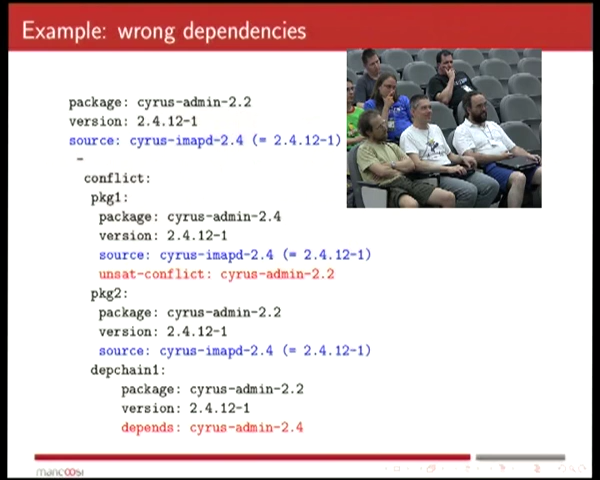 Example: wrong dependencies
package: cyrus-admin-2.2
version: 2.4.12-1
source: cyrus-imapd-2.4 (= 2.4.12-1)
-
conflict:
pkg1:
package: cyrus-admin-2.4
version: 2.4.12-1
source: cyrus-imapd-2.4 (= 2.4.12-1)
unsat-conflict: cyrus-admin-2.2
pkg2:
package: cyrus-admin-2.2
version: 2.4.12-1
source: cyrus-imapd-2.4 (= 2.4.12-1)
depchain1:
package: cyrus-admin-2.2
version: 2.4.12-1
depends: cyrus-admin-2.4
mancoosi